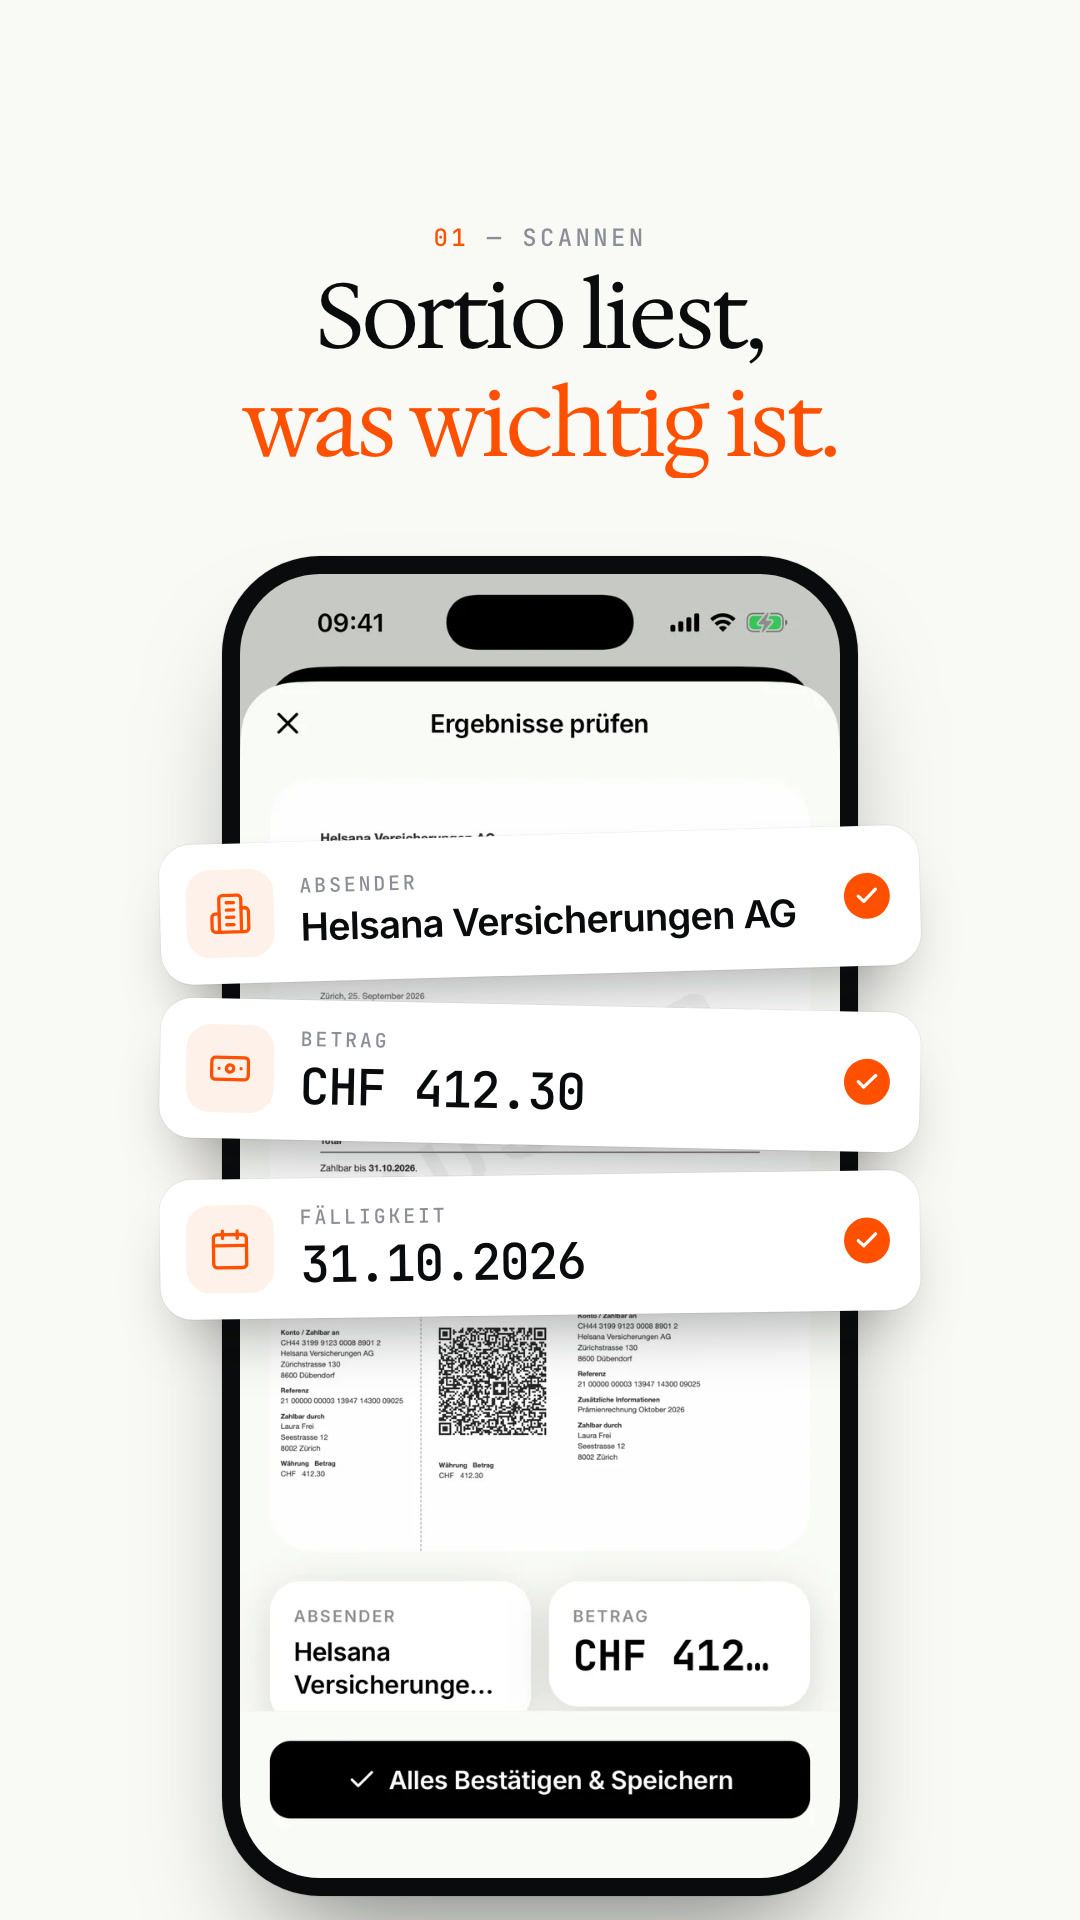 01 — SCANNEN
Sortio liest,
was wichtig ist.
09:41
Ergebnisse prüfen
Helsana Versicherungen AG
ABSENDER
Helsana Versicherungen AG
Zürich, 25. September 2026
BETRAG
CHF 412.30
Total
Zahlbar bis 31.10.2026.
FÄLLIGKEIT
31.10.2026
Konto / Zahlbar an
CH44 3199 9123 0008 8901 2
Helsana Versicherungen AG
Zürichstrasse 130
8600 Dübendorf
Referenz
21 00000 00003 13947 14300 09025
Zahlbar durch
Laura Frei
Seestrasse 12
8002 Zürich
Währung Betrag
CHF 412.30
Währung Betrag
CHF 412.30
Konto / Zahlbar an
CH44 3199 9123 0008 8901 2
Helsana Versicherungen AG
Zürichstrasse 130
8600 Dübendorf
Referenz
21 00000 00003 13947 14300 09025
Zusätzliche Informationen
Prämienrechnung Oktober 2026
Zahlbar durch
Laura Frei
Seestrasse 12
8002 Zürich
ABSENDER
Helsana
Versicherunge...
BETRAG
CHF 412...
Alles Bestätigen & Speichern